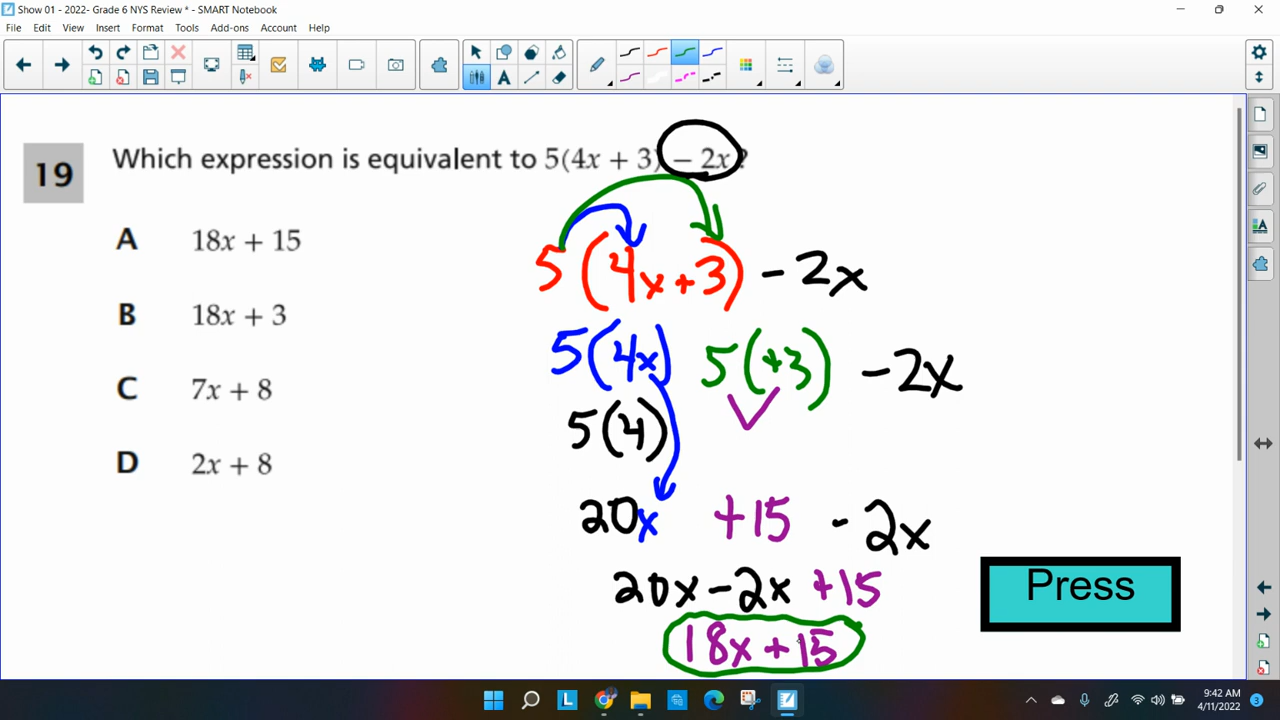 Show 01 - 2022- Grade 6 NYS Review * - SMART Notebook
File Edit View Insert Format Tools Add-ons Account Help
19 Which expression is equivalent to 5(4x + 3) − 2x?
A 18x + 15
B 18x + 3
C 7x + 8
D 2x + 8
5(4x+3) -2x
5(4x) 5(+3) -2x
5(4)
20x +15 -2x
20x-2x +15
18x+15
Press
9:42 AM
4/11/2022
3